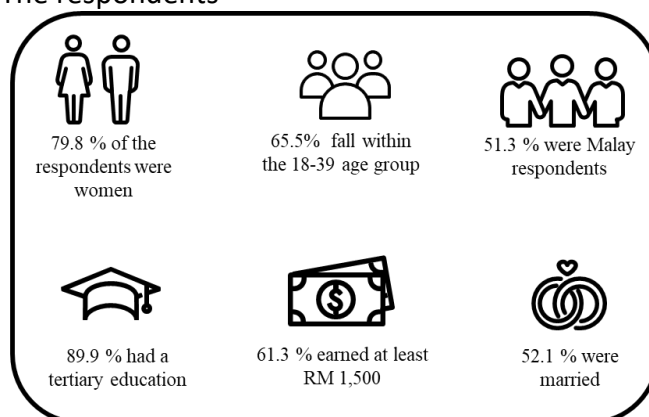 The respondents
79.8 % of the
respondents were
women
65.5% fall within
the 18-39 age group
51.3 % were Malay
respondents
89.9 % had a
tertiary education
61.3 % earned at least
RM 1,500
52.1 % were
married